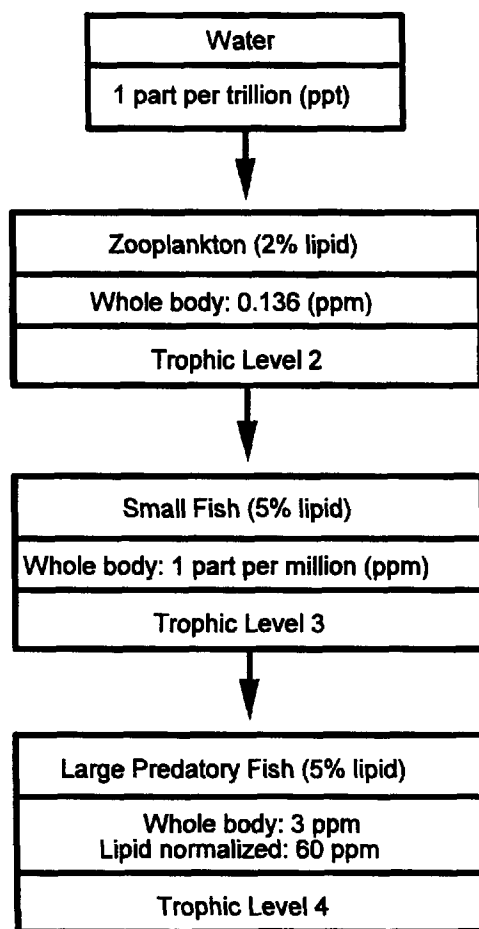 Water
1 part per trillion (ppt)
Zooplankton (2% lipid)
Whole body: 0.136 (ppm)
Trophic Level 2
Small Fish (5% lipid)
Whole body: 1 part per million (ppm)
Trophic Level 3
Large Predatory Fish (5% lipid)
Whole body: 3 ppm
Lipid normalized: 60 ppm
Trophic Level 4